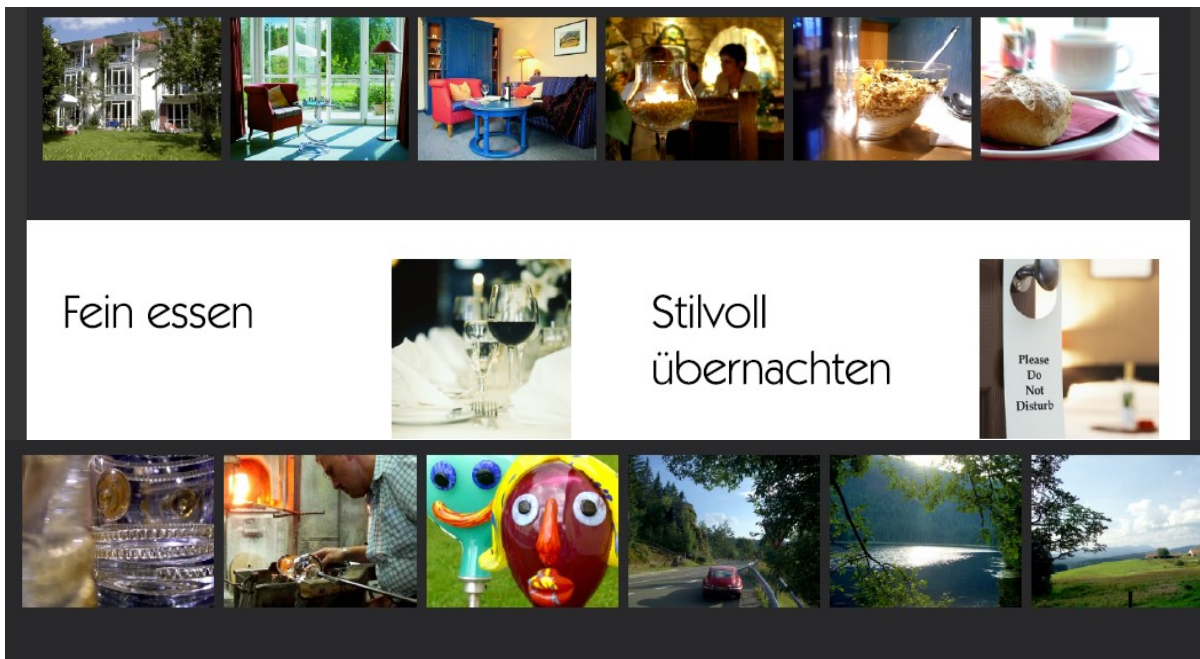 Fein essen
Stilvoll
übernachten
Please
Do
Not
Disturb